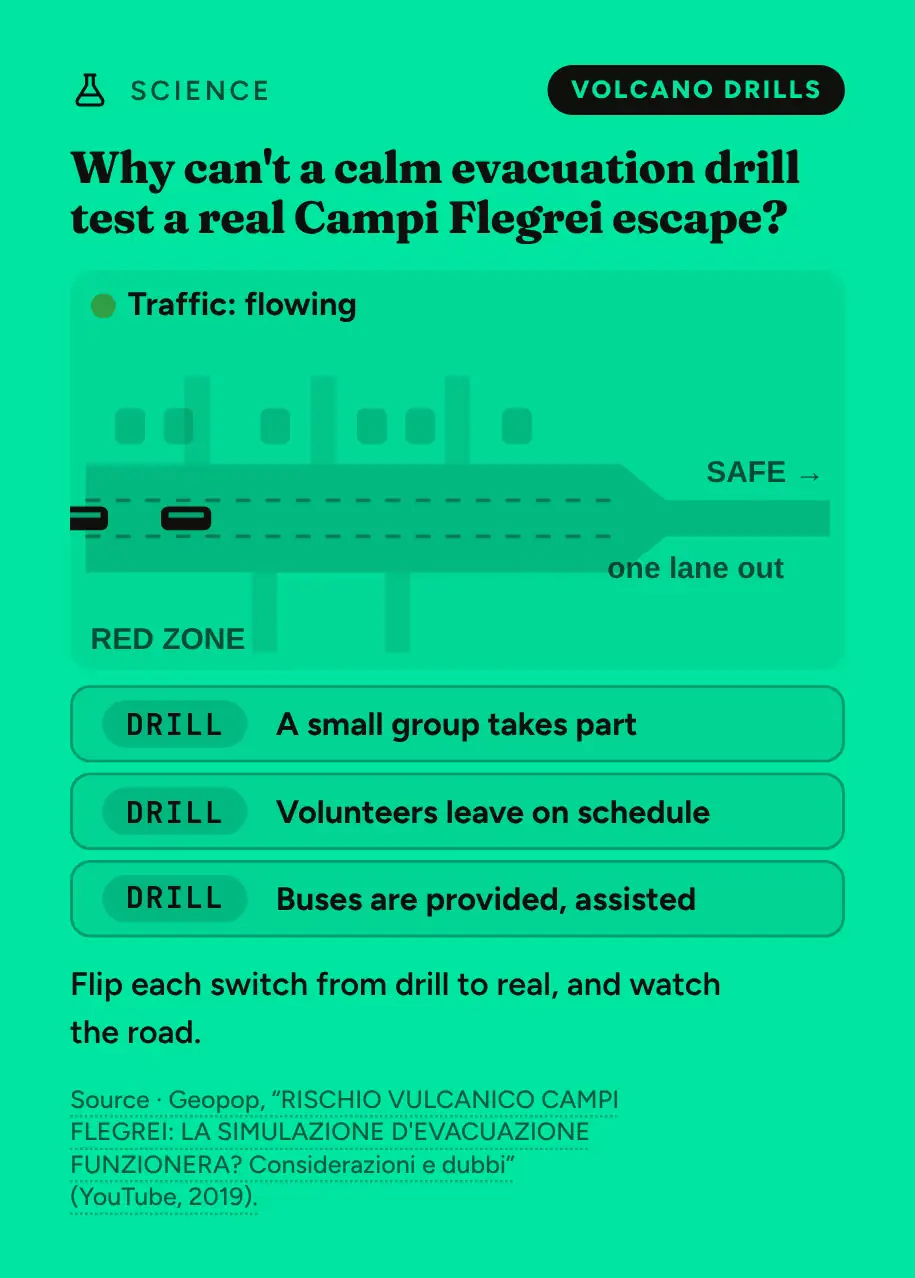 SCIENCE
VOLCANO DRILLS
Why can't a calm evacuation drill
test a real Campi Flegrei escape?
Traffic: flowing
SAFE →
one lane out
RED ZONE
DRILL A small group takes part
DRILL Volunteers leave on schedule
DRILL Buses are provided, assisted
Flip each switch from drill to real, and watch
the road.
Source · Geopop, “RISCHIO VULCANICO CAMPI
FLEGREI: LA SIMULAZIONE D'EVACUAZIONE
FUNZIONERA? Considerazioni e dubbi”
(YouTube, 2019).